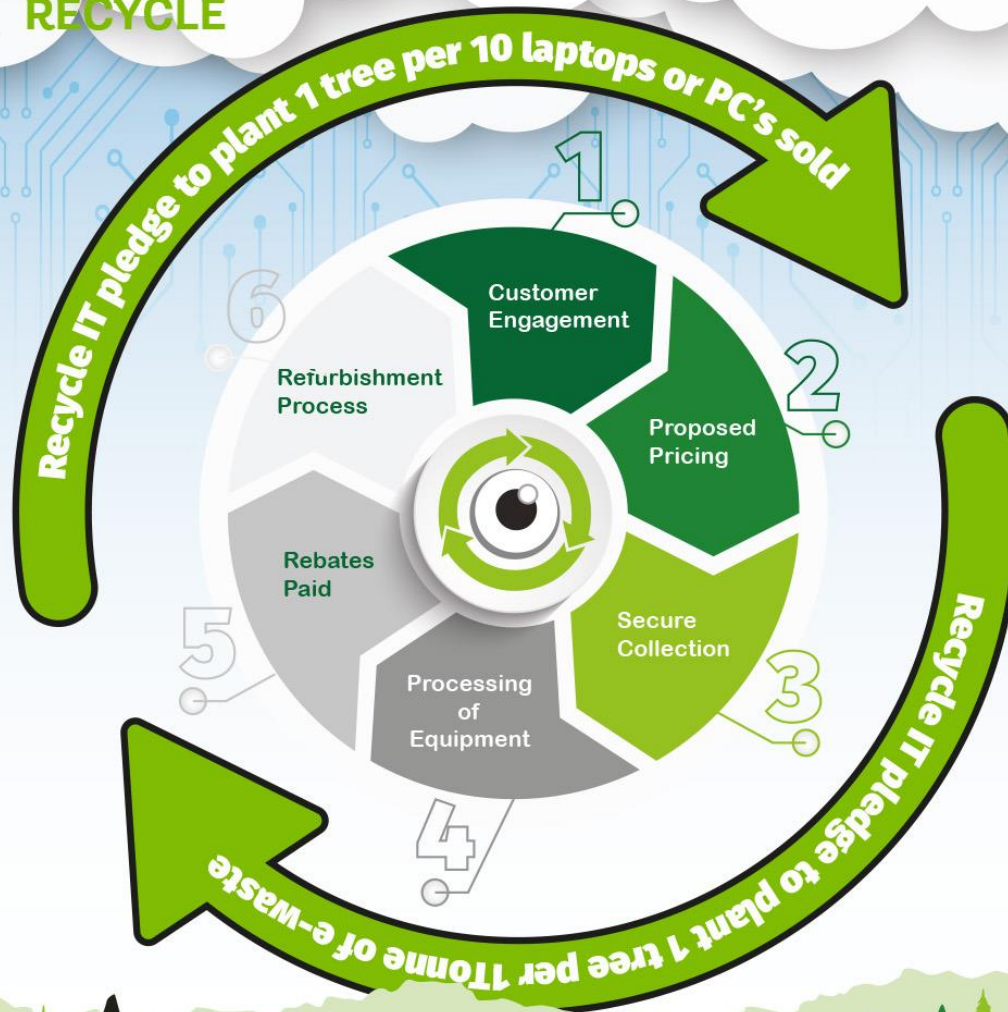 RECYCLE
Recycle IT pledge to plant 1 tree per 10 laptops or PC's sold
1
Customer
Engagement
2
Proposed
Pricing
3
Secure
Collection
4
Processing
of
Equipment
5
Rebates
Paid
6
Refurbishment
Process
Recycle IT pledge to plant 1 tree per 1Tonne of e-waste